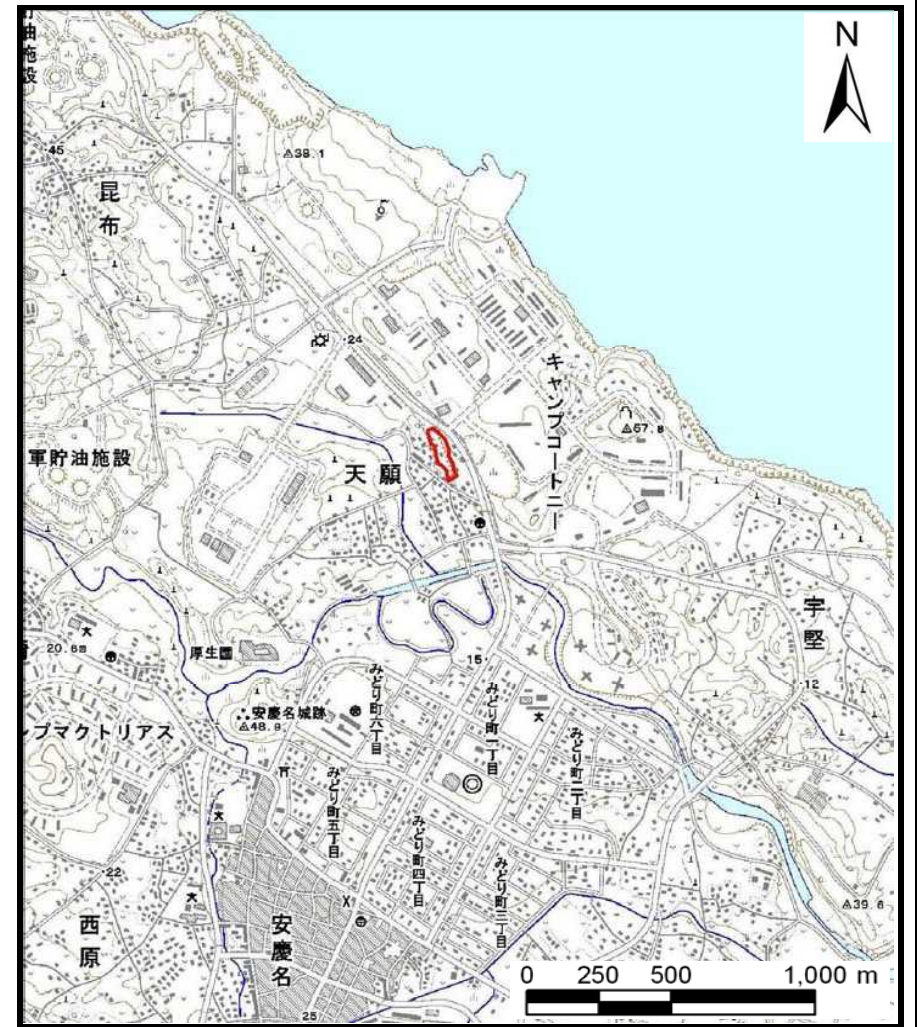 油施設
N
△38.1
・45
昆布
・24
キャンプコートニー
△57.8
軍貯油施設
天願
宇堅
20.6
厚生園
15
・12
みどり町六丁目
みどり町一丁目
安慶名城跡
△48.9
プマクトリアス
みどり町二丁目
みどり町五丁目
みどり町四丁目
みどり町三丁目
・22
△39.6
西原
安慶名
25
0 250 500 1,000 m